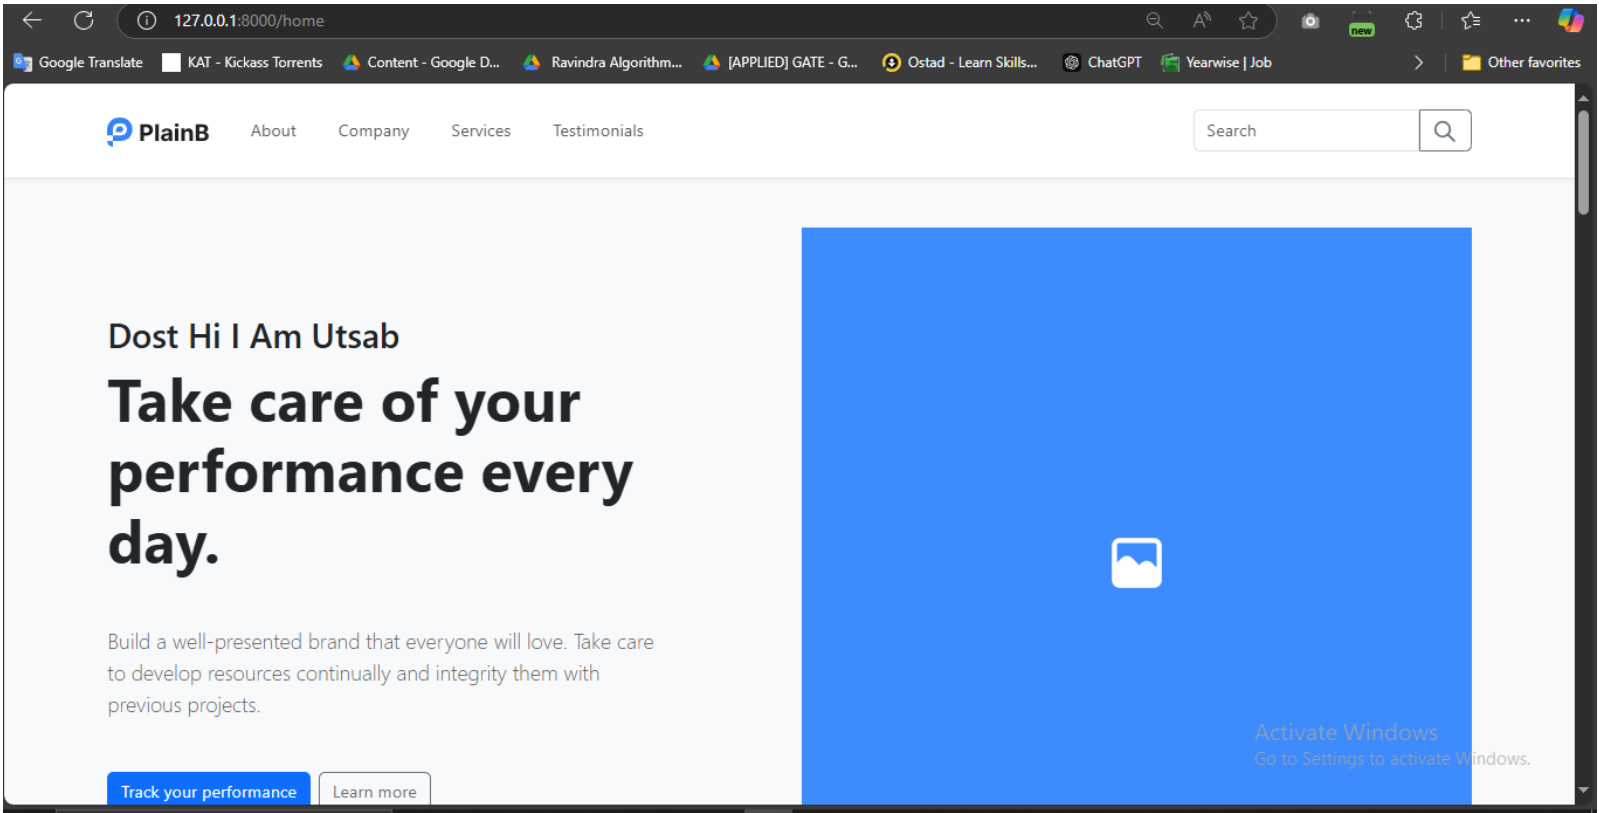 127.0.0.1:8000/home
new
Google Translate KAT - Kickass Torrents Content - Google D... Ravindra Algorithm... [APPLIED] GATE - G... Ostad - Learn Skills... ChatGPT Yearwise | Job Other favorites
PlainB About Company Services Testimonials Search
Dost Hi I Am Utsab
Take care of your
performance every
day.
Build a well-presented brand that everyone will love. Take care
to develop resources continually and integrity them with
previous projects.
Activate Windows
Go to Settings to activate Windows.
Track your performance Learn more